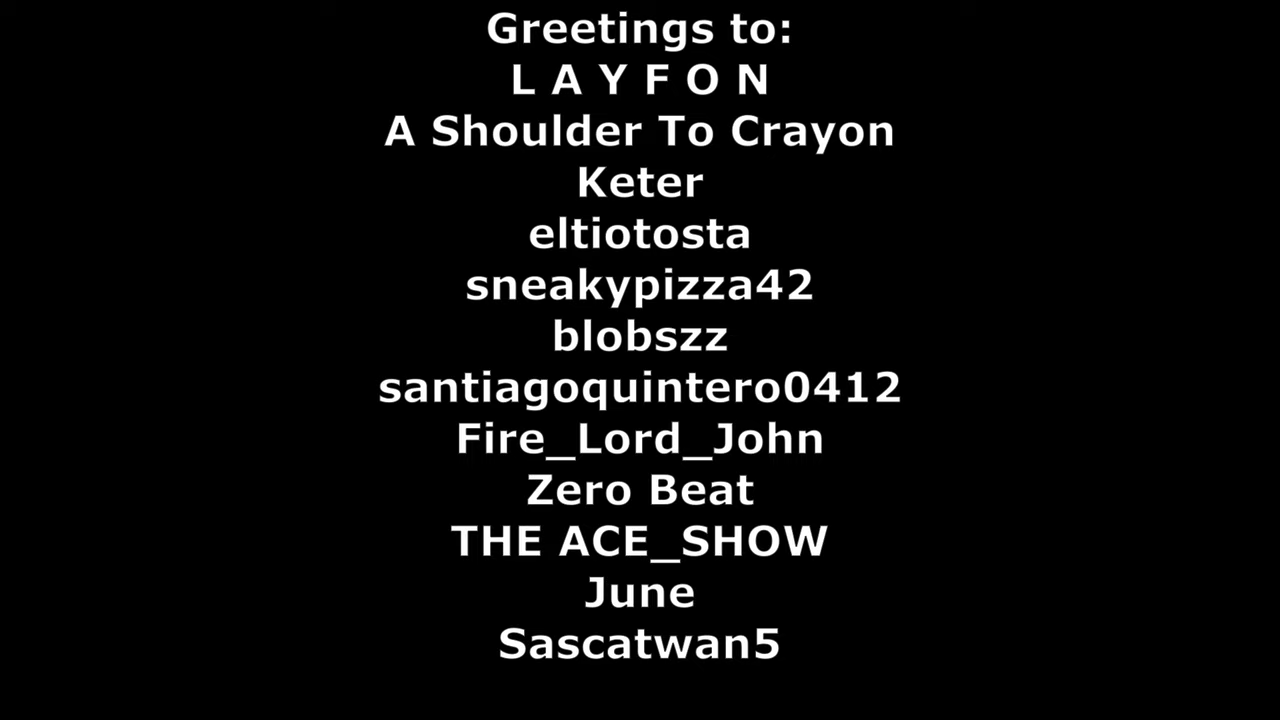 Greetings to:
L A Y F O N
A Shoulder To Crayon
Keter
eltiotosta
sneakypizza42
blobszz
santiagoquintero0412
Fire_Lord_John
Zero Beat
THE ACE_SHOW
June
Sascatwan5